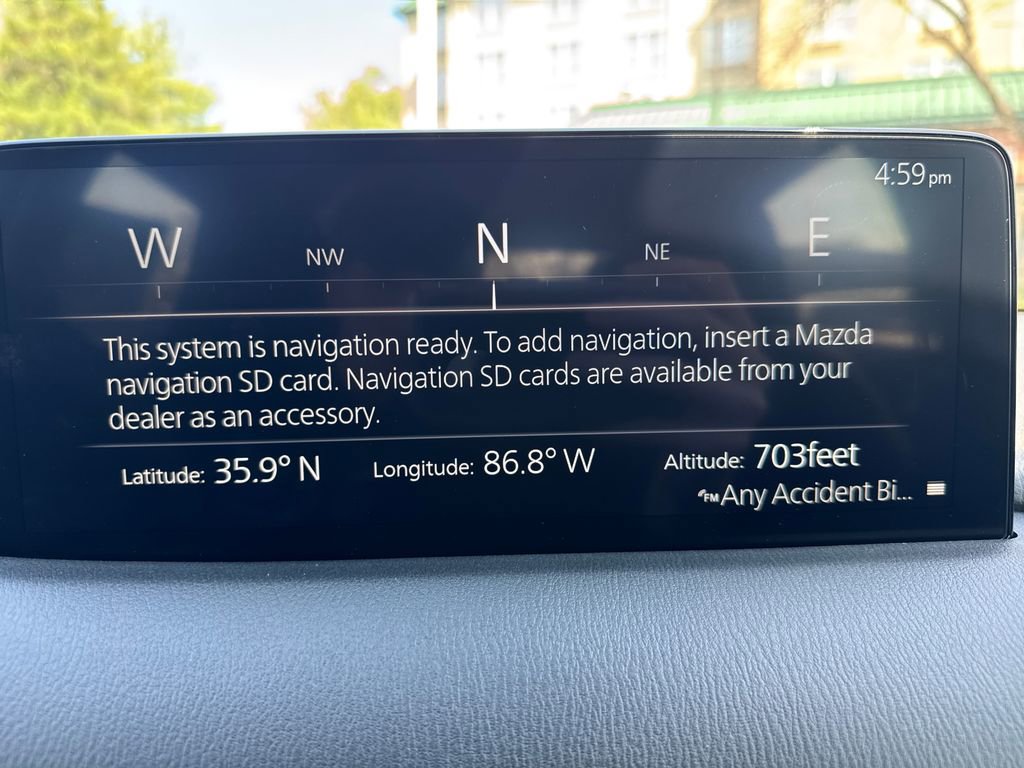 4:59 pm
W NW N NE E
This system is navigation ready. To add navigation, insert a Mazda
navigation SD card. Navigation SD cards are available from your
dealer as an accessory.
Latitude: 35.9° N Longitude: 86.8° W Altitude: 703feet
FM Any Accident Bi...